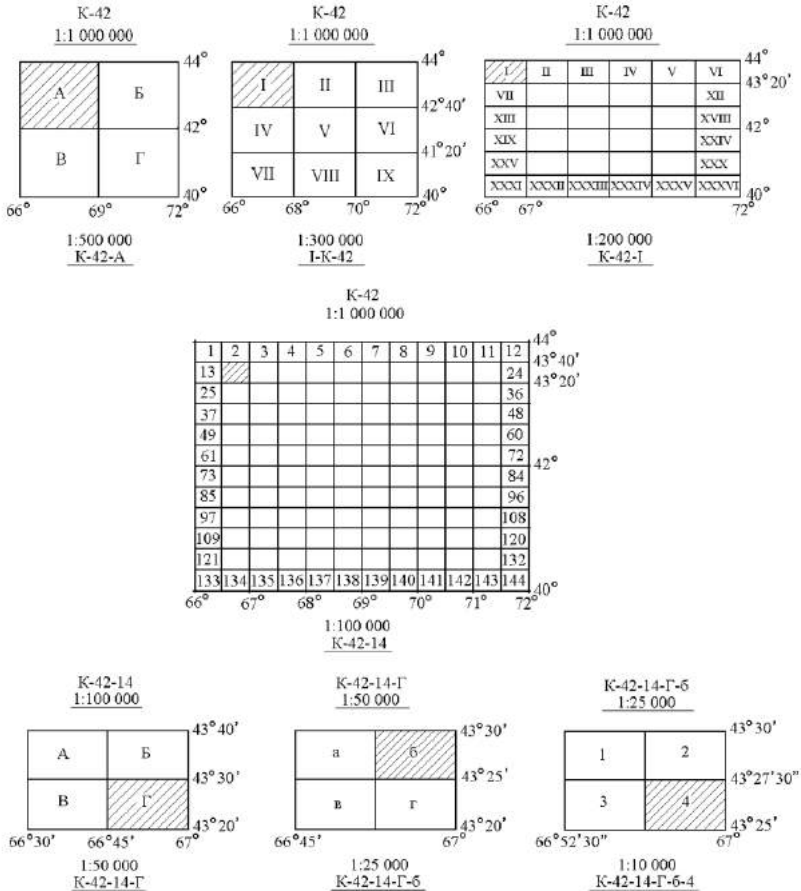 К-42
1:1 000 000
44°
А
Б
42°
В
Г
40°
66°
69°
72°
1:500 000
К-42-А
К-42
1:1 000 000
44°
I
II
III
42°40'
IV
V
VI
41°20'
VII
VIII
IX
40°
66°
68°
70°
72°
1:300 000
I-К-42
К-42
1:1 000 000
44°
I
II
III
IV
V
VI
43°20'
VII
XII
XIII
XVIII
42°
XIX
XXIV
XXV
XXX
XXXI
XXXII
XXXIII
XXXIV
XXXV
XXXVI
40°
66°
67°
72°
1:200 000
К-42-I
К-42
1:1 000 000
44°
1 2 3 4 5 6 7 8 9 10 11 12
43°40'
13 24
43°20'
25 36
37 48
49 60
61 72
42°
73 84
85 96
97 108
109 120
121 132
133 134 135 136 137 138 139 140 141 142 143 144
40°
66° 67° 68° 69° 70° 71° 72°
1:100 000
К-42-14
К-42-14
1:100 000
43°40'
А
Б
43°30'
В
Г
43°20'
66°30'
66°45'
67°
1:50 000
К-42-14-Г
К-42-14-Г
1:50 000
43°30'
а
б
43°25'
в
г
43°20'
66°45'
67°
1:25 000
К-42-14-Г-б
К-42-14-Г-б
1:25 000
43°30'
1
2
43°27'30"
3
4
43°25'
66°52'30"
67°
1:10 000
К-42-14-Г-б-4